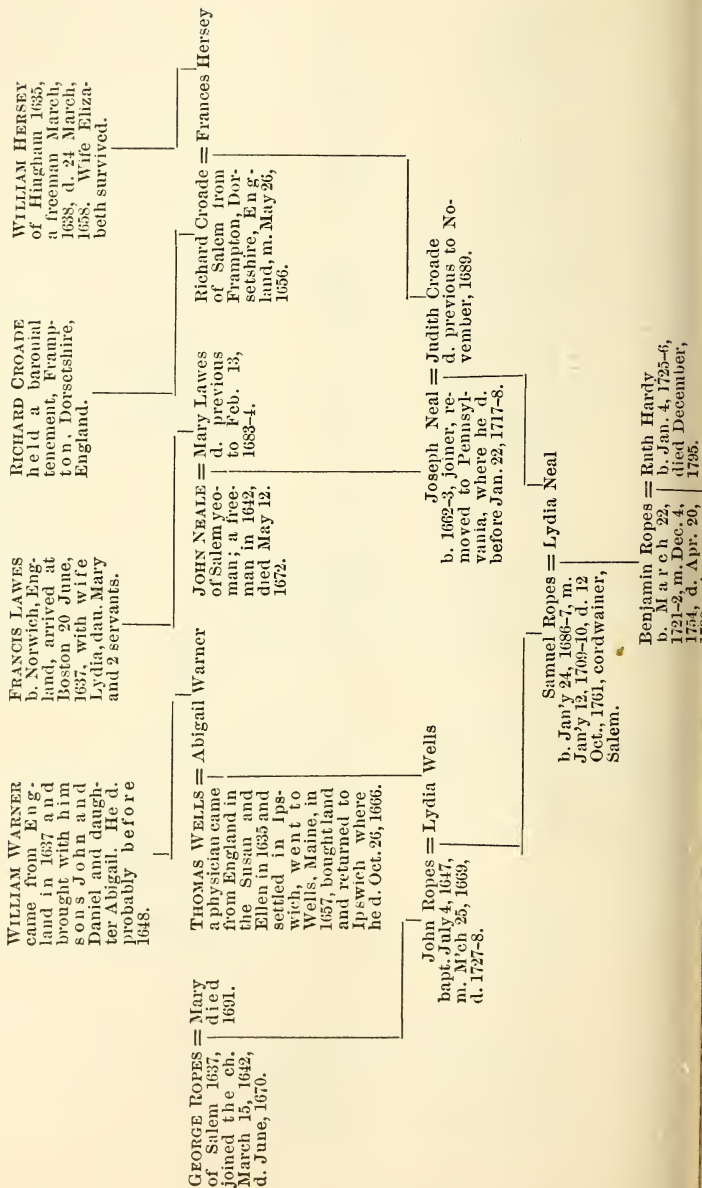 WILLIAM WARNER
came from Eng-
land in 1637 and
brought with him
sons John and
Daniel and daugh-
ter Abigail. He d.
probably before
1648.
FRANCIS LAWES
b. Norwich, Eng-
land, arrived at
Boston 20 June,
1637, with wife
Lydia, dau. Mary
and 2 servants.
RICHARD CROADE
held a baronial
tenement, Framp-
ton, Dorsetshire,
England.
WILLIAM HERSEY
of Hingham 1635,
a freeman March,
1638, d. 24 March,
1658. Wife Eliza-
beth survived.
GEORGE ROPES = Mary
of Salem 1637,
joined the ch.
March 15, 1642,
d. June, 1670.
died
1691.
THOMAS WELLS = Abigail Warner
a physician came
from England in
the Susan and
Ellen in 1635 and
settled in Ips-
wich, went to
Wells, Maine, in
1657, bought land
and returned to
Ipswich where
he d. Oct. 26, 1666.
JOHN NEALE = Mary Lawes
of Salem yeo-
man; a free-
man in 1642,
died May 12.
1672.
d. previous
to Feb. 13,
1683-4.
Richard Croade = Frances Hersey
of Salem from
Frampton, Dor-
setshire, Eng-
land, m. May 26,
1656.
John Ropes = Lydia Wells
bapt. July 4, 1647,
m. M'ch 25, 1669,
d. 1727-8.
Joseph Neal = Judith Croade
b. 1662-3, joiner, re-
moved to Pennsyl-
vania, where he d.
before Jan. 22, 1717-8.
d. previous to No-
vember, 1689.
Samuel Ropes = Lydia Neal
b. Jan'y 24, 1686-7, m.
Jan'y 12, 1709-10, d. 12
Oct., 1761, cordwainer,
Salem.
Benjamin Ropes = Ruth Hardy
b. March 22,
1721-2, m. Dec. 4,
1754, d. Apr. 20,
b. Jan. 4, 1725-6,
died December,
1795.